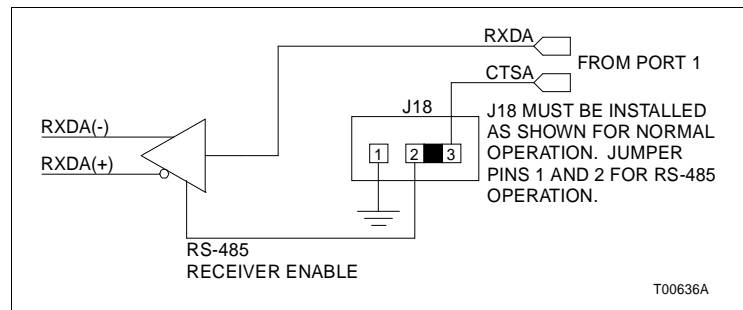 RXDA
FROM PORT 1
CTSA
J18
J18 MUST BE INSTALLED
AS SHOWN FOR NORMAL
OPERATION. JUMPER
PINS 1 AND 2 FOR RS-485
OPERATION.
RXDA(-)
RXDA(+)
1 2 3
RS-485
RECEIVER ENABLE
T00636A